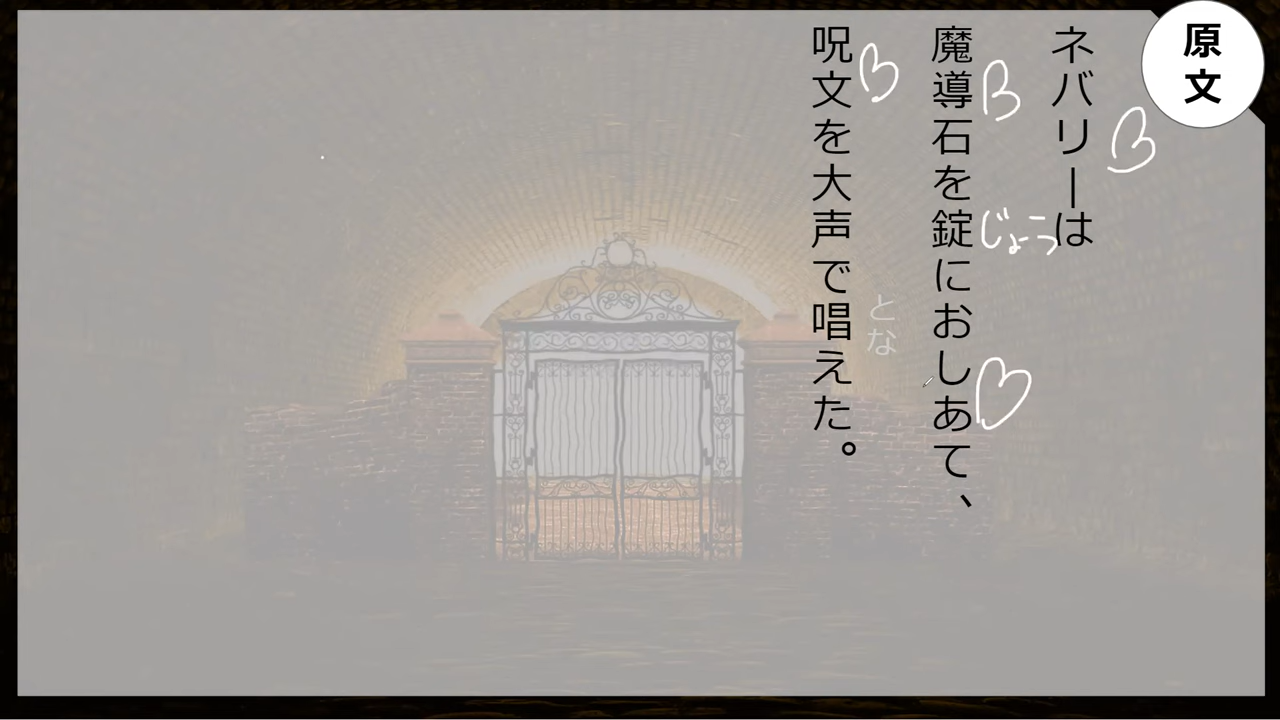 原文
ネバリーは
魔導石を錠におしあて、
じょう
呪文を大声で唱えた。
とな